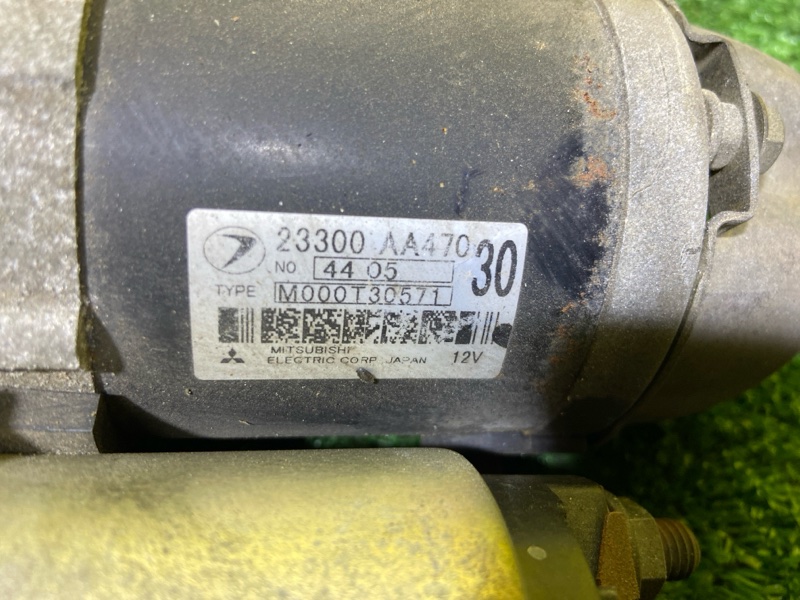 23300 AA470
30
NO 44 05
TYPE M000T30571
MITSUBISHI
ELECTRIC CORP. JAPAN 12V